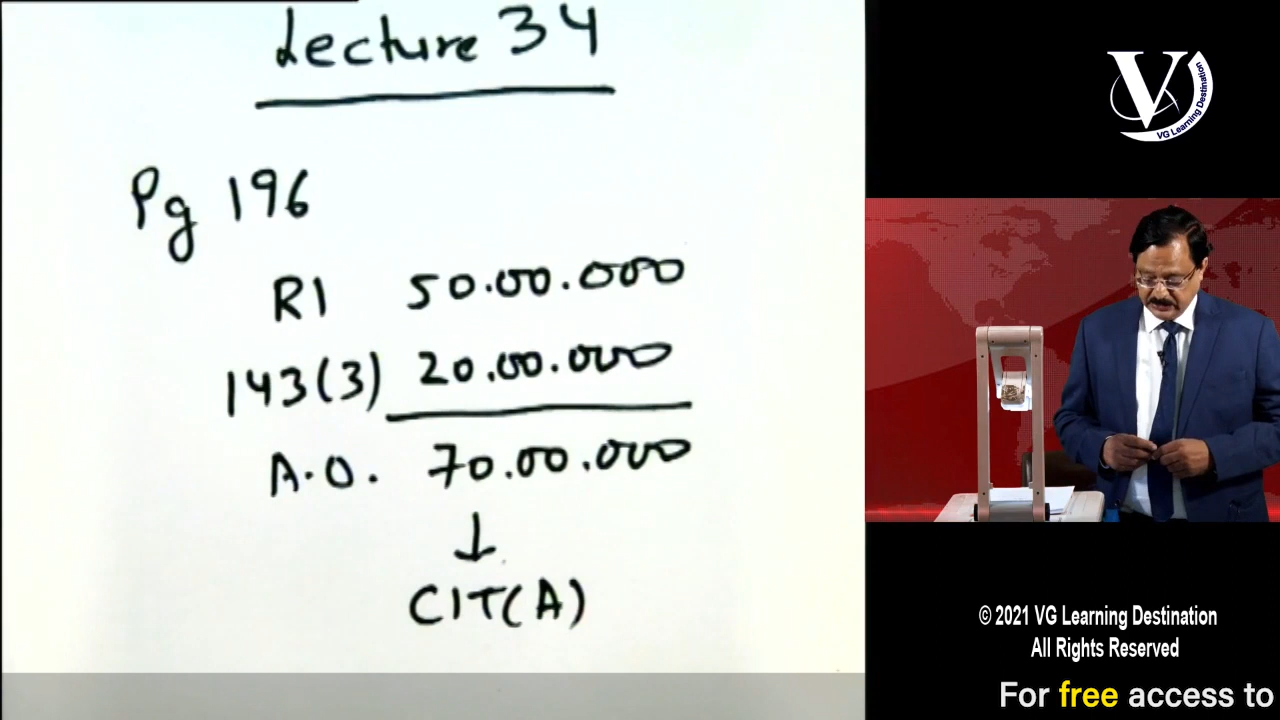 Lecture 34
Pg 196
RI 50.00.000
143(3) 20.00.000
A.O. 70.00.000
↓
CIT(A)
V
VG Learning Destination
© 2021 VG Learning Destination
All Rights Reserved
For free access to